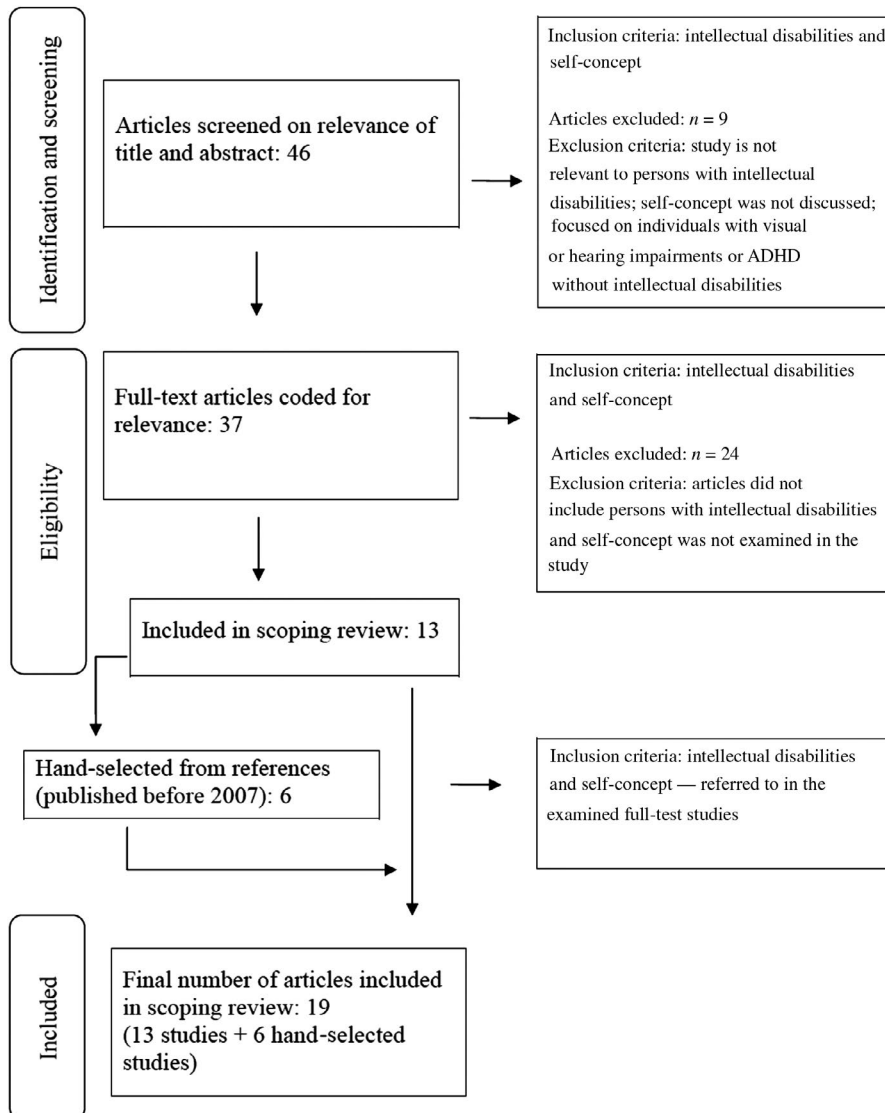 Identification and screening
Articles screened on relevance of
title and abstract: 46
Inclusion criteria: intellectual disabilities and
self-concept
Articles excluded: n = 9
Exclusion criteria: study is not
relevant to persons with intellectual
disabilities; self-concept was not discussed;
focused on individuals with visual
or hearing impairments or ADHD
without intellectual disabilities
Eligibility
Full-text articles coded for
relevance: 37
Inclusion criteria: intellectual disabilities
and self-concept
Articles excluded: n = 24
Exclusion criteria: articles did not
include persons with intellectual disabilities
and self-concept was not examined in the
study
Included in scoping review: 13
Hand-selected from references
(published before 2007): 6
Inclusion criteria: intellectual disabilities
and self-concept — referred to in the
examined full-test studies
Included
Final number of articles included
in scoping review: 19
(13 studies + 6 hand-selected
studies)